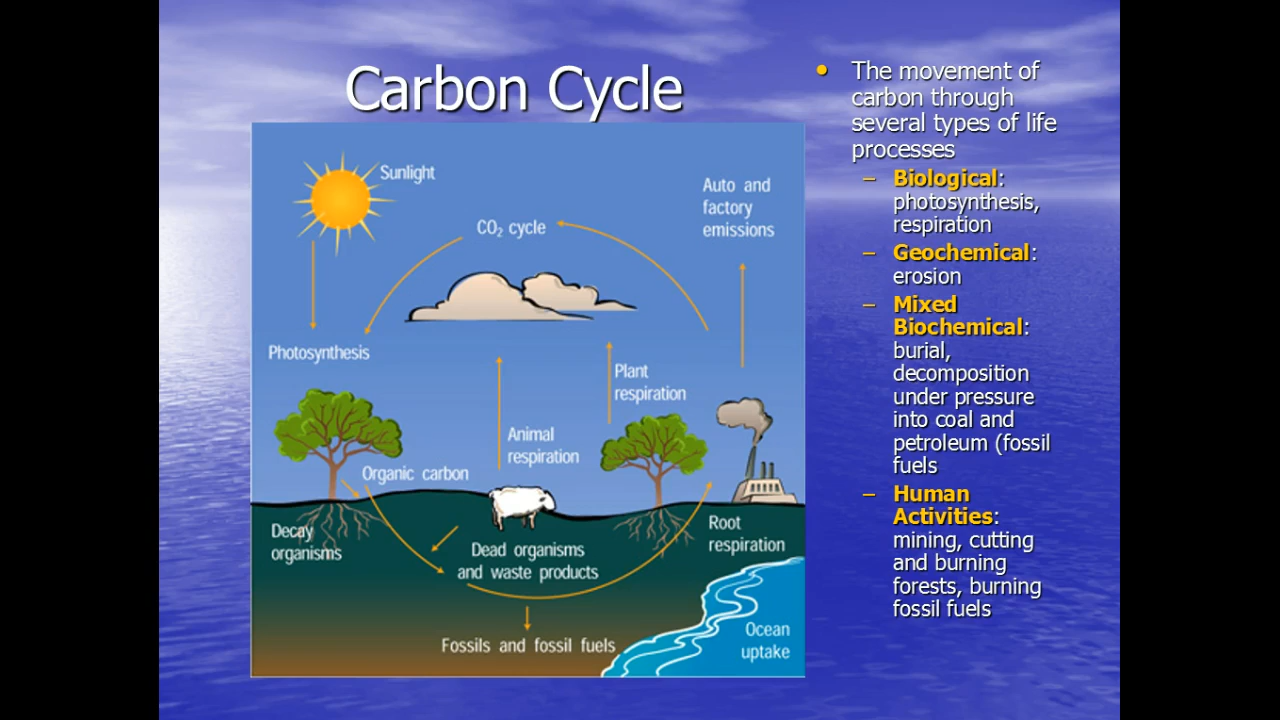 Carbon Cycle
Sunlight
Auto and
factory
emissions
CO₂ cycle
Photosynthesis
Plant
respiration
Animal
respiration
Organic carbon
Decay
organisms
Dead organisms
and waste products
Root
respiration
Fossils and fossil fuels
Ocean
uptake
• The movement of
carbon through
several types of life
processes
– Biological:
photosynthesis,
respiration
– Geochemical:
erosion
– Mixed
Biochemical:
burial,
decomposition
under pressure
into coal and
petroleum (fossil
fuels
– Human
Activities:
mining, cutting
and burning
forests, burning
fossil fuels